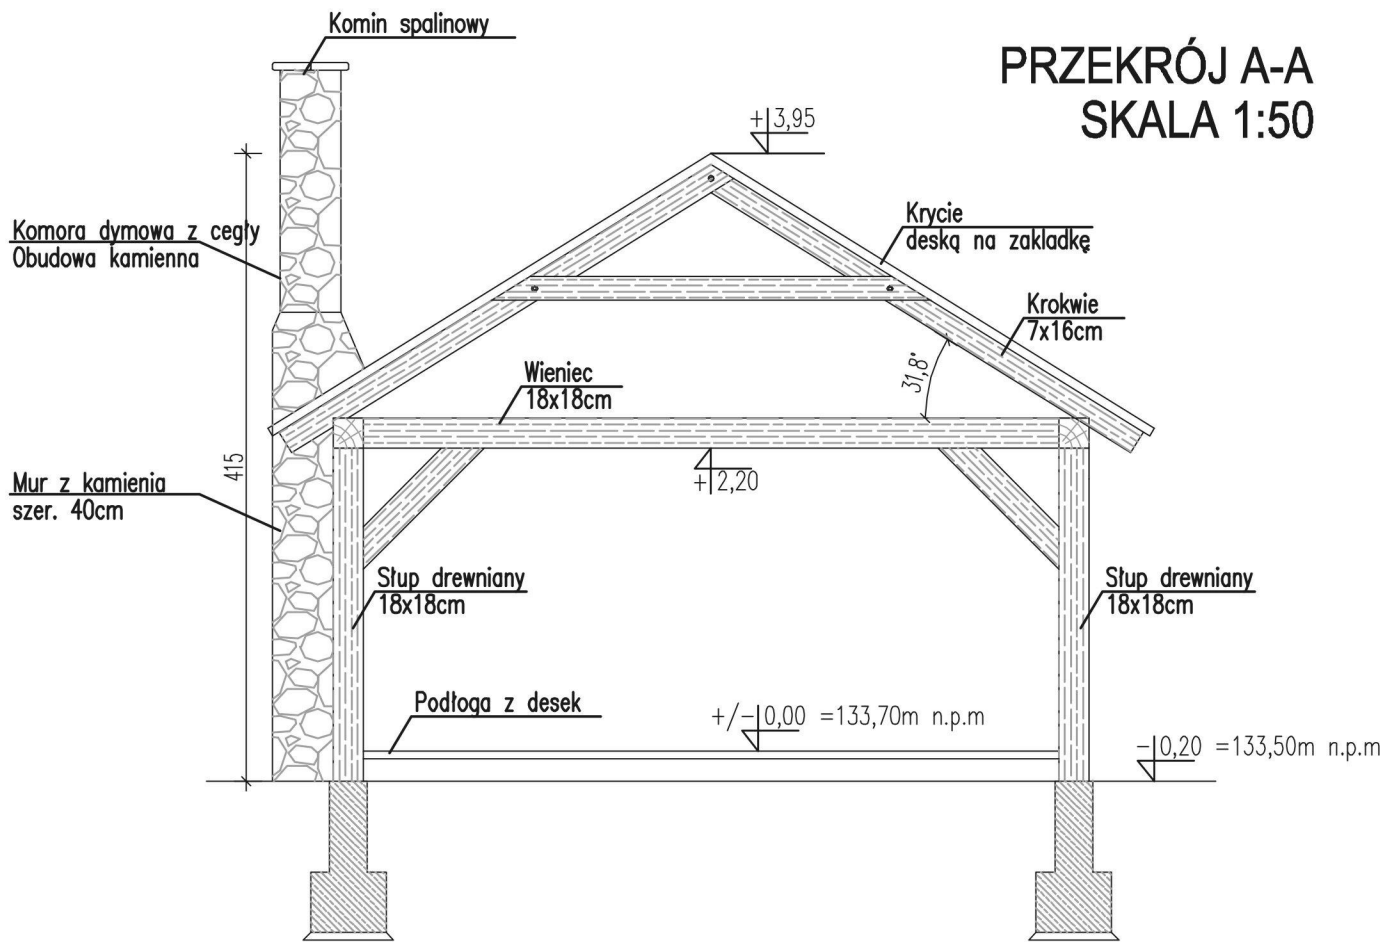 Komin spalinowy
PRZEKRÓJ A-A
SKALA 1:50
+3,95
Komora dymowa z cegły
Obudowa kamienna
Krycie
deską na zakladkę
Krokwie
7x16cm
31,8°
Wieniec
18x18cm
415
+2,20
Mur z kamienia
szer. 40cm
Słup drewniany
18x18cm
Słup drewniany
18x18cm
Podłoga z desek
+/-0,00 =133,70m n.p.m
-0,20 =133,50m n.p.m